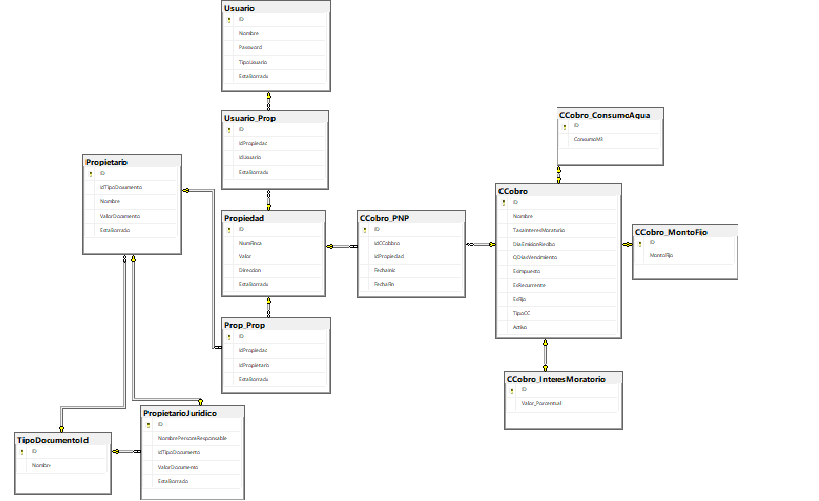 Usuario
ID
Nombre
Password
TipoUsuario
EstaBorrado
Usuario_Prop
ID
IdPropiedad
IdUsuario
EstaBorrado
Propietario
ID
IdTipoDocumento
Nombre
ValorDocumento
EstaBorrado
Propiedad
ID
NumFinca
Valor
Direccion
EstaBorrado
CCobro_PNP
ID
IdCCobro
IdPropiedad
FechaInic
FechaFin
CCobro_ConsumoAgua
ID
ConsumoM3
CCobro
ID
Nombre
TasaInteresMoratorio
DiaEmisionRecibo
QDiasVencimiento
EsImpuesto
EsRecurrente
EsFijo
TipoCC
Activo
CCobro_MontoFijo
ID
MontoFijo
Prop_Prop
ID
IdPropiedad
IdPropietario
EstaBorrado
CCobro_InteresMoratorio
ID
Valor_Porcentual
PropietarioJuridico
ID
NombrePersonaResponsable
IdTipoDocumento
ValorDocumento
EstaBorrado
TipoDocumentoId
ID
Nombre